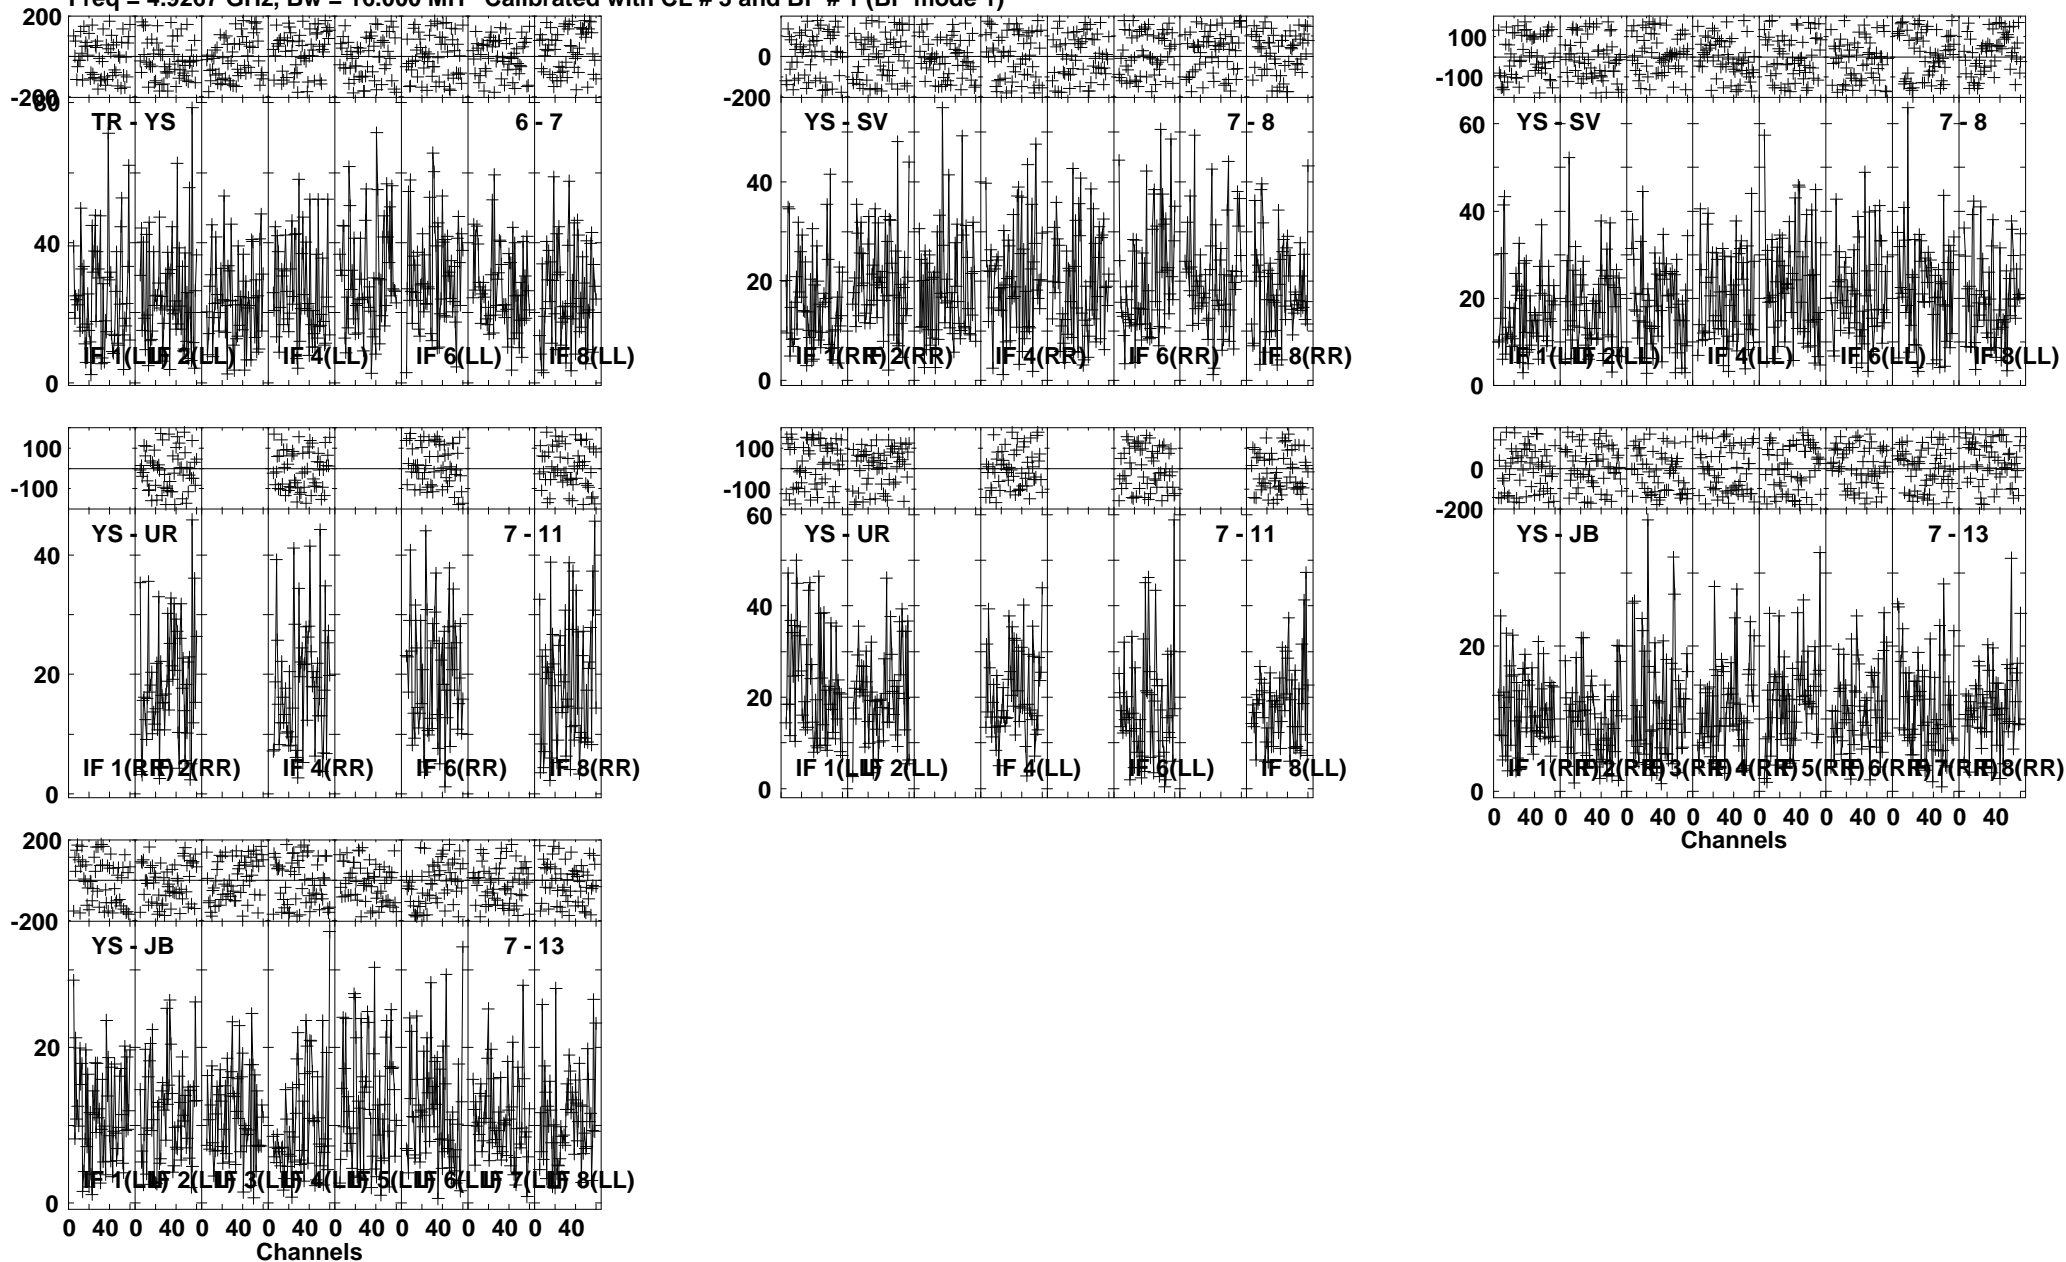 Freq = 4.9267 GHz, Bw = 16.000 MH Calibrated with CL # 3 and BP # 1 (BP mode 1)
200
-200
80
40
0
TR - YS 6 - 7
IF 1(LL) IF 2(LL) IF 4(LL) IF 6(LL) IF 8(LL)
0
-200
40
20
0
YS - SV 7 - 8
IF 1(RR) IF 2(RR) IF 4(RR) IF 6(RR) IF 8(RR)
100
-100
60
40
20
0
YS - SV 7 - 8
IF 1(LL) IF 2(LL) IF 4(LL) IF 6(LL) IF 8(LL)
100
-100
40
20
0
YS - UR 7 - 11
IF 1(RR) IF 2(RR) IF 4(RR) IF 6(RR) IF 8(RR)
100
-100
60
40
20
0
YS - UR 7 - 11
IF 1(LL) IF 2(LL) IF 4(LL) IF 6(LL) IF 8(LL)
0
-200
20
0
YS - JB 7 - 13
IF 1(RR) IF 2(RR) IF 3(RR) IF 4(RR) IF 5(RR) IF 6(RR) IF 7(RR) IF 8(RR)
0 40 0 40 0 40 0 40 0 40 0 40 0 40 0 40
Channels
200
-200
20
0
YS - JB 7 - 13
IF 1(LL) IF 2(LL) IF 3(LL) IF 4(LL) IF 5(LL) IF 6(LL) IF 7(LL) IF 8(LL)
0 40 0 40 0 40 0 40 0 40 0 40 0 40 0 40
Channels